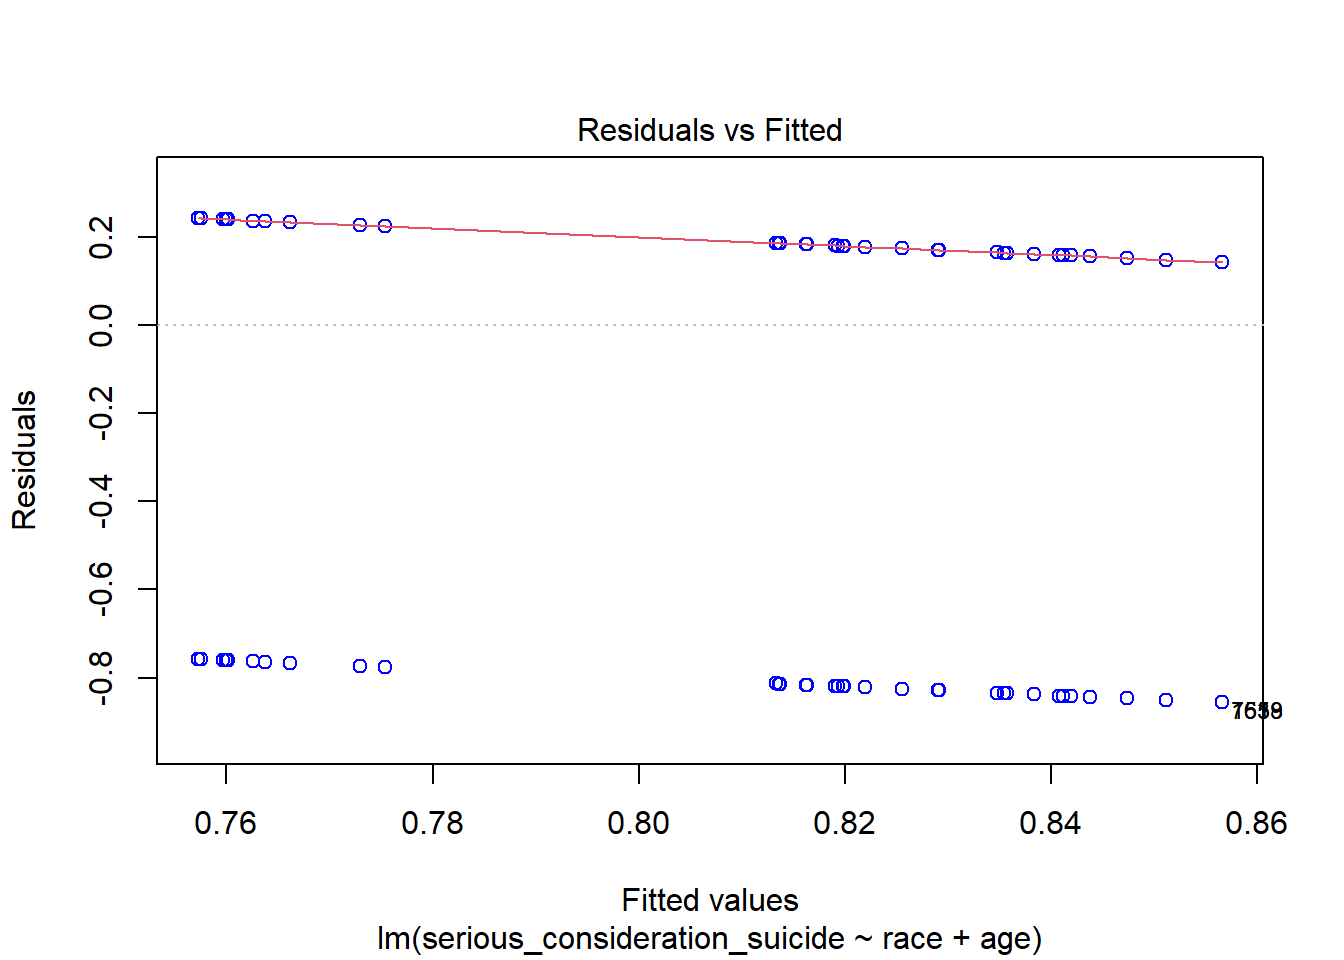 Residuals vs Fitted
Residuals
0.2
0.0
-0.2
-0.4
-0.6
-0.8
0.76 0.78 0.80 0.82 0.84 0.86
Fitted values
lm(serious_consideration_suicide ~ race + age)